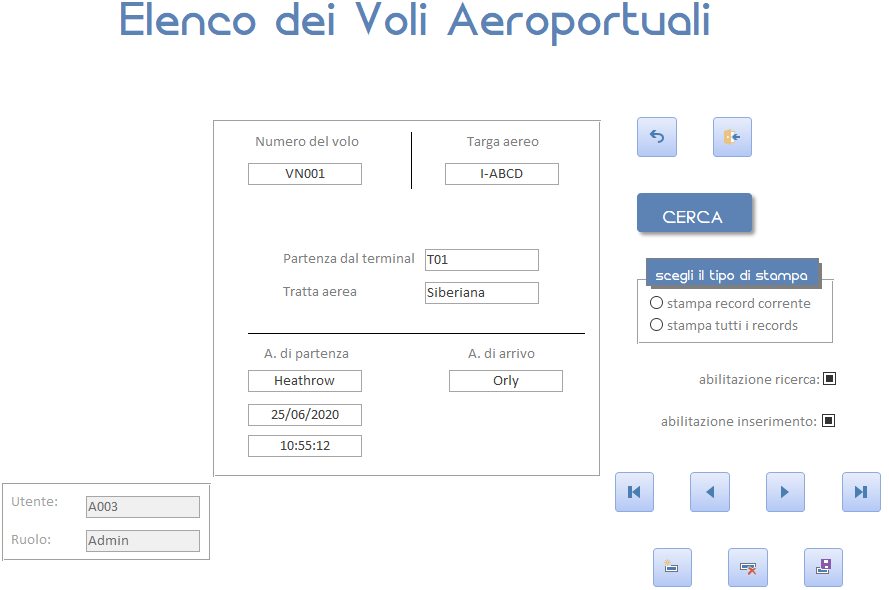 Elenco dei Voli Aeroportuali
Numero del volo
Targa aereo
VN001
I-ABCD
CERCA
Partenza dal terminal T01
Tratta aerea Siberiana
scegli il tipo di stampa
stampa record corrente
stampa tutti i records
A. di partenza
A. di arrivo
Heathrow
Orly
25/06/2020
10:55:12
abilitazione ricerca:
abilitazione inserimento:
Utente: A003
Ruolo: Admin